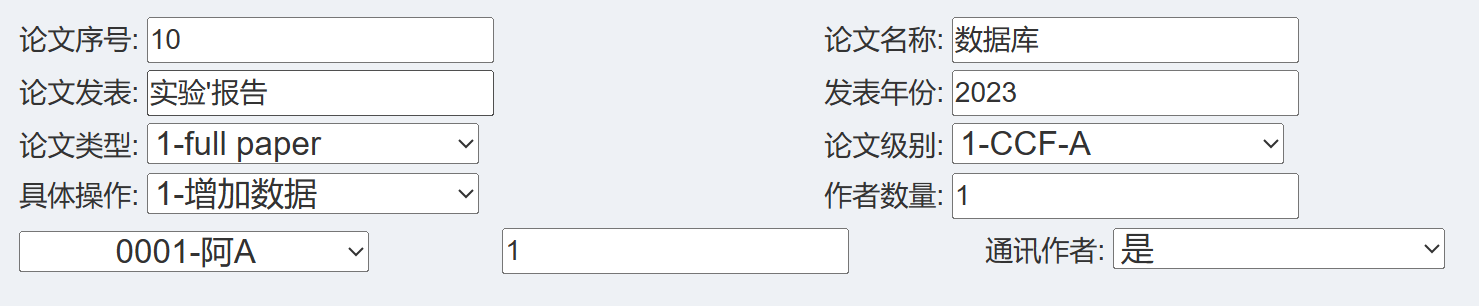 论文序号: 10 论文名称: 数据库
论文发表: 实验'报告 发表年份: 2023
论文类型: 1-full paper 论文级别: 1-CCF-A
具体操作: 1-增加数据 作者数量: 1
0001-阿A 1 通讯作者: 是